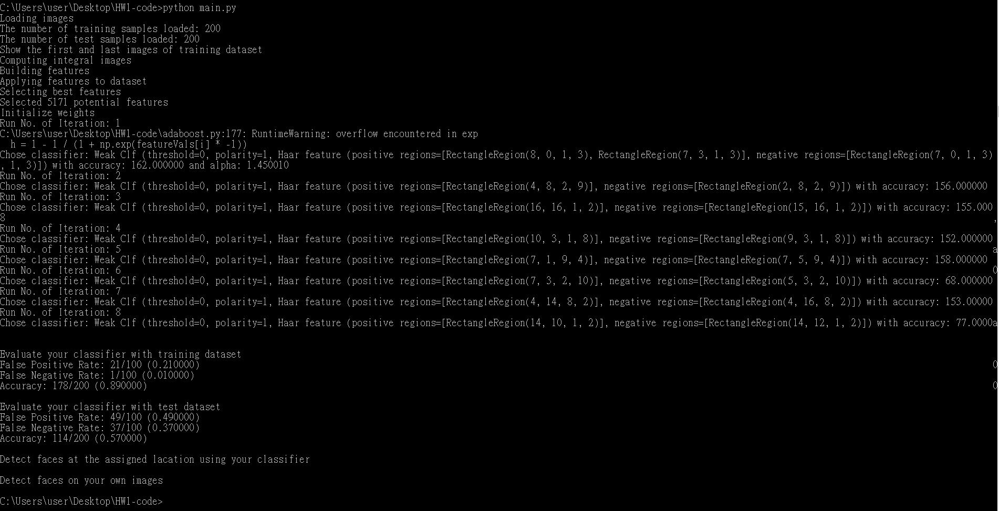 C:\Users\user\Desktop\HW1-code>python main.py
Loading images
The number of training samples loaded: 200
The number of test samples loaded: 200
Show the first and last images of training dataset
Computing integral images
Building features
Applying features to dataset
Selecting best features
Selected 5171 potential features
Initialize weights
Run No. of Iteration: 1
C:\Users\user\Desktop\HW1-code\adaboost.py:177: RuntimeWarning: overflow encountered in exp
  h = 1 - 1 / (1 + np.exp(featureVals[i] * -1))
Chose classifier: Weak Clf (threshold=0, polarity=1, Haar feature (positive regions=[RectangleRegion(8, 0, 1, 3), RectangleRegion(7, 3, 1, 3)], negative regions=[RectangleRegion(7, 0, 1, 3)
, 1, 3)]) with accuracy: 162.000000 and alpha: 1.450010
Run No. of Iteration: 2
Chose classifier: Weak Clf (threshold=0, polarity=1, Haar feature (positive regions=[RectangleRegion(4, 8, 2, 9)], negative regions=[RectangleRegion(2, 8, 2, 9)]) with accuracy: 156.000000
Run No. of Iteration: 3
Chose classifier: Weak Clf (threshold=0, polarity=1, Haar feature (positive regions=[RectangleRegion(16, 16, 1, 2)], negative regions=[RectangleRegion(15, 16, 1, 2)]) with accuracy: 155.000
8
,
Run No. of Iteration: 4
Chose classifier: Weak Clf (threshold=0, polarity=1, Haar feature (positive regions=[RectangleRegion(10, 3, 1, 8)], negative regions=[RectangleRegion(9, 3, 1, 8)]) with accuracy: 152.000000
Run No. of Iteration: 5 a
Chose classifier: Weak Clf (threshold=0, polarity=1, Haar feature (positive regions=[RectangleRegion(7, 1, 9, 4)], negative regions=[RectangleRegion(7, 5, 9, 4)]) with accuracy: 158.000000
Run No. of Iteration: 6 0
Chose classifier: Weak Clf (threshold=0, polarity=1, Haar feature (positive regions=[RectangleRegion(7, 3, 2, 10)], negative regions=[RectangleRegion(5, 3, 2, 10)]) with accuracy: 68.000000
Run No. of Iteration: 7
Chose classifier: Weak Clf (threshold=0, polarity=1, Haar feature (positive regions=[RectangleRegion(4, 14, 8, 2)], negative regions=[RectangleRegion(4, 16, 8, 2)]) with accuracy: 153.00000
Run No. of Iteration: 8
Chose classifier: Weak Clf (threshold=0, polarity=1, Haar feature (positive regions=[RectangleRegion(14, 10, 1, 2)], negative regions=[RectangleRegion(14, 12, 1, 2)]) with accuracy: 77.0000a
Evaluate your classifier with training dataset
False Positive Rate: 21/100 (0.210000) 0
False Negative Rate: 1/100 (0.010000)
Accuracy: 178/200 (0.890000) 0
Evaluate your classifier with test dataset
False Positive Rate: 49/100 (0.490000)
False Negative Rate: 37/100 (0.370000)
Accuracy: 114/200 (0.570000)
Detect faces at the assigned lacation using your classifier
Detect faces on your own images
C:\Users\user\Desktop\HW1-code>